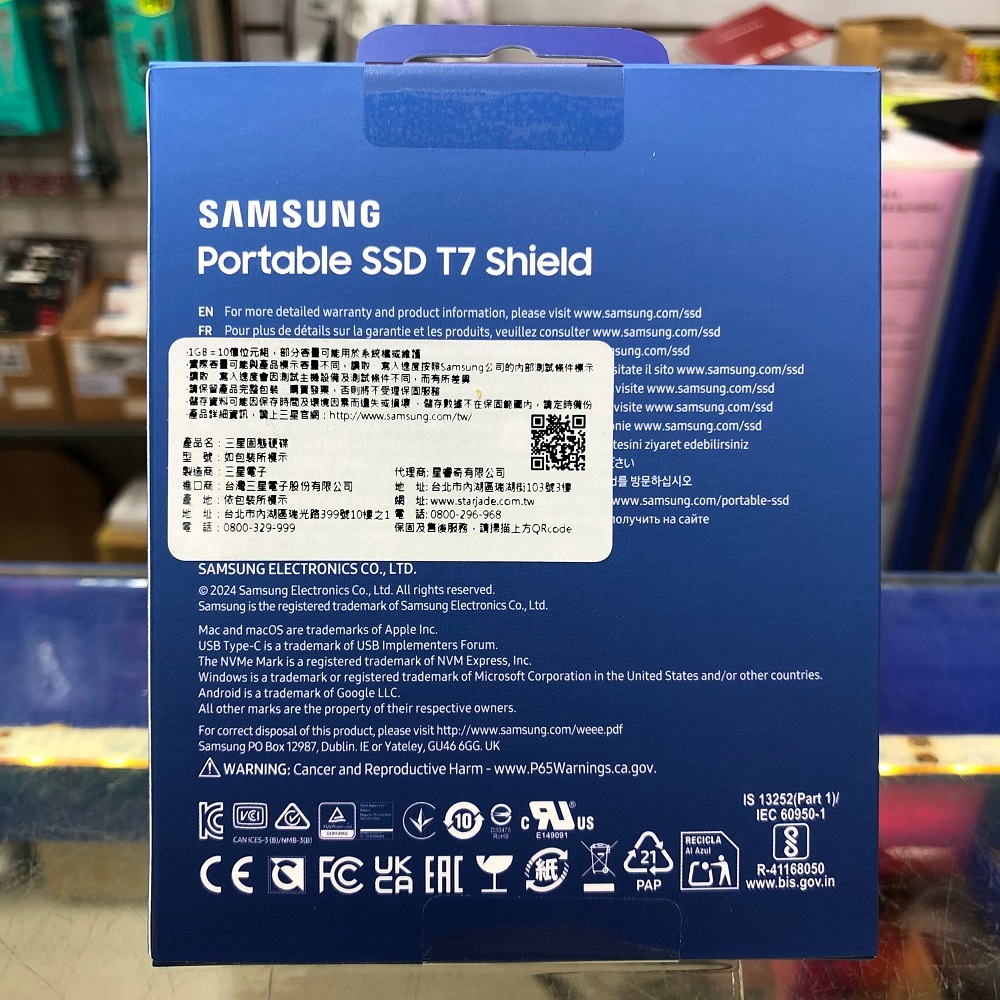 SAMSUNG
Portable SSD T7 Shield
EN For more detailed warranty and product information, please visit www.samsung.com/ssd
FR Pour plus de détails sur la garantie et les produits, veuillez consulter www.samsung.com/ssd
ng.com/ssd
sitate il sito www.samsung.com/ssd
visite www.samsung.com/ssd
visite www.samsung.com/ssd
onie www.samsung.com/ssd
tesini ziyaret edebilirsiniz
ださい
를 방문하십시오
www.samsung.com/portable-ssd
получить на сайте
·1GB=10億位元組，部分容量可能用於系統檔或維護
·實際容量可能與產品標示容量不同，讀取、寫入速度按照Samsung公司的內部測試條件標示
·讀取、寫入速度會因測試主機設備及測試條件不同，而有所差異
·請保留產品完整包裝、購買發票，否則將不受理保固服務
·儲存資料可能因保存時間及環境因素而遺失或損壞、儲存數據不在保固範圍內，請定時備份
·產品詳細資訊，請上三星官網：http://www.samsung.com/tw/
產品名：三星固態硬碟
型　號：如包裝所標示
製造商：三星電子
進口商：台灣三星電子股份有限公司
產　地：依包裝所標示
地　址：台北市內湖區瑞光路399號10樓之1
電　話：0800-329-999
代理商：星睿奇有限公司
地　址：台北市內湖區瑞湖街103號3樓
網　址：www.starjade.com.tw
電　話：0800-296-968
保固及售後服務，請掃描上方QRcode
SAMSUNG ELECTRONICS CO., LTD.
© 2024 Samsung Electronics Co., Ltd. All rights reserved.
Samsung is the registered trademark of Samsung Electronics Co., Ltd.
Mac and macOS are trademarks of Apple Inc.
USB Type-C is a trademark of USB Implementers Forum.
The NVMe Mark is a registered trademark of NVM Express, Inc.
Windows is a trademark or registered trademark of Microsoft Corporation in the United States and/or other countries.
Android is a trademark of Google LLC.
All other marks are the property of their respective owners.
For correct disposal of this product, please visit http://www.samsung.com/weee.pdf
Samsung PO Box 12987, Dublin. IE or Yateley, GU46 6GG. UK
WARNING: Cancer and Reproductive Harm - www.P65Warnings.ca.gov.
VCI
CAN ICES-3 (B)/NMB-3(B)
10
D33475
RoHS
c RU US
E149091
IS 13252(Part 1)/
IEC 60950-1
R-41168050
www.bis.gov.in
CE
FC
UK
CA
EAC
紙
21
PAP
RECICLA
Al Azul